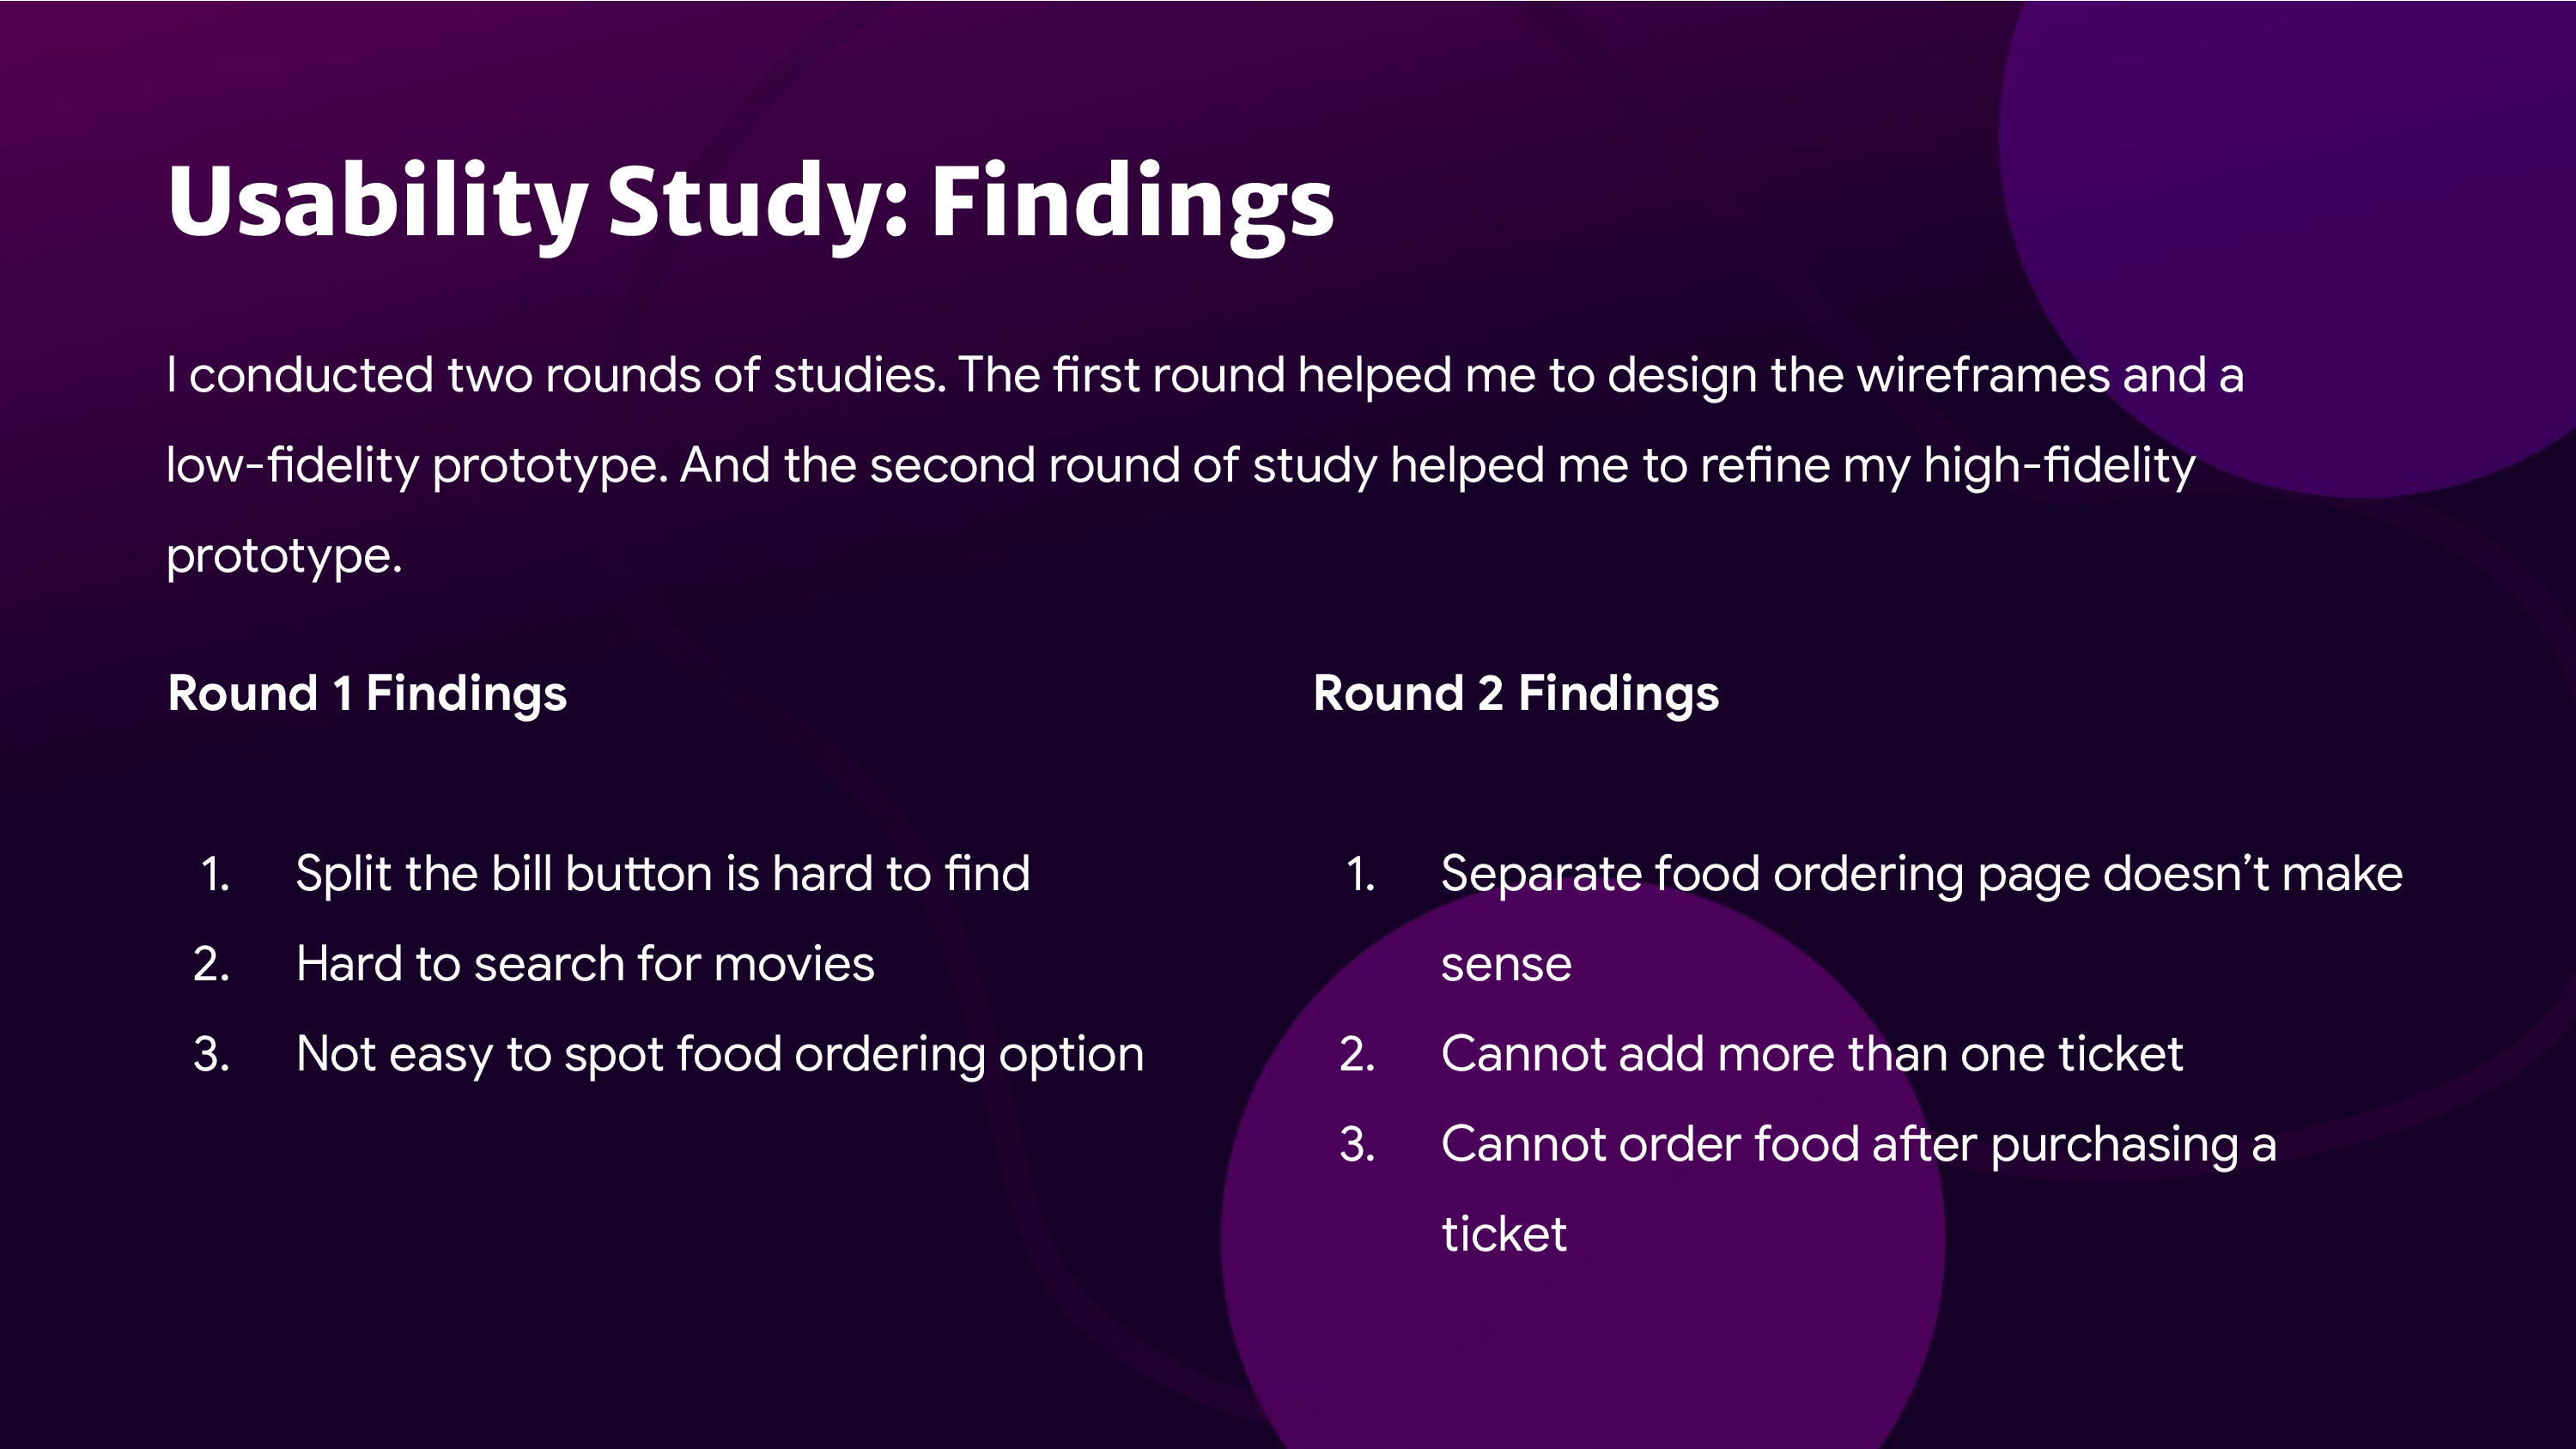 Usability Study: Findings
I conducted two rounds of studies. The first round helped me to design the wireframes and a
low-fidelity prototype. And the second round of study helped me to refine my high-fidelity
prototype.
Round 1 Findings
1. Split the bill button is hard to find
2. Hard to search for movies
3. Not easy to spot food ordering option
Round 2 Findings
1. Separate food ordering page doesn’t make
sense
2. Cannot add more than one ticket
3. Cannot order food after purchasing a
ticket